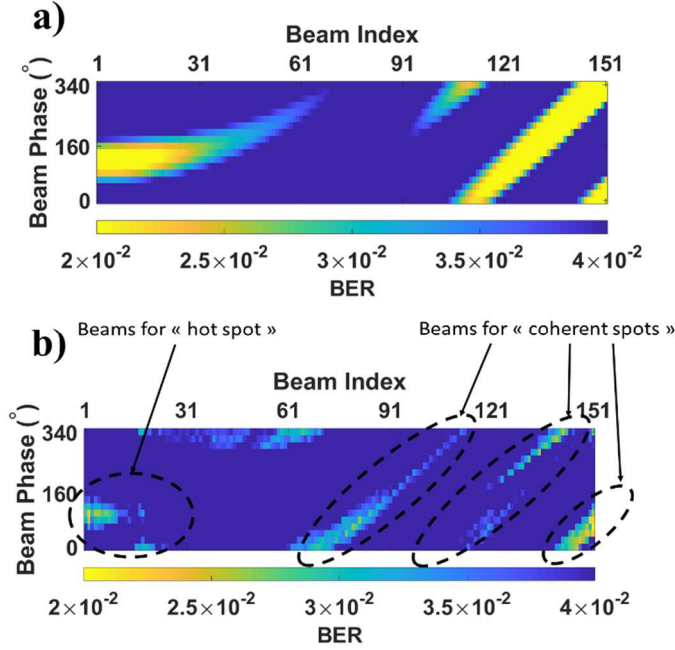 a)
Beam Index
1 31 61 91 121 151
Beam Phase (°)
340
160
0
2×10⁻² 2.5×10⁻² 3×10⁻² 3.5×10⁻² 4×10⁻²
BER
Beams for « hot spot »
Beams for « coherent spots »
b)
Beam Index
1 31 61 91 121 151
Beam Phase (°)
340
160
0
2×10⁻² 2.5×10⁻² 3×10⁻² 3.5×10⁻² 4×10⁻²
BER